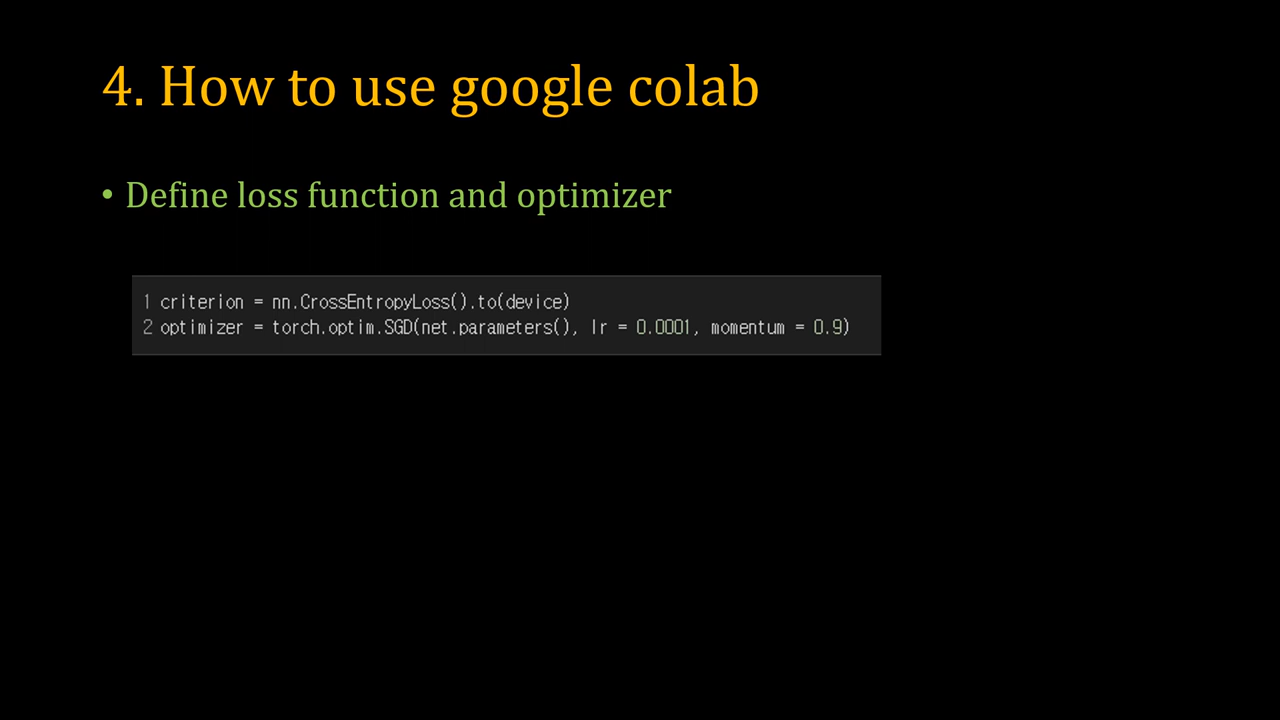 4. How to use google colab
• Define loss function and optimizer
1 criterion = nn.CrossEntropyLoss().to(device)
2 optimizer = torch.optim.SGD(net.parameters(), lr = 0.0001, momentum = 0.9)